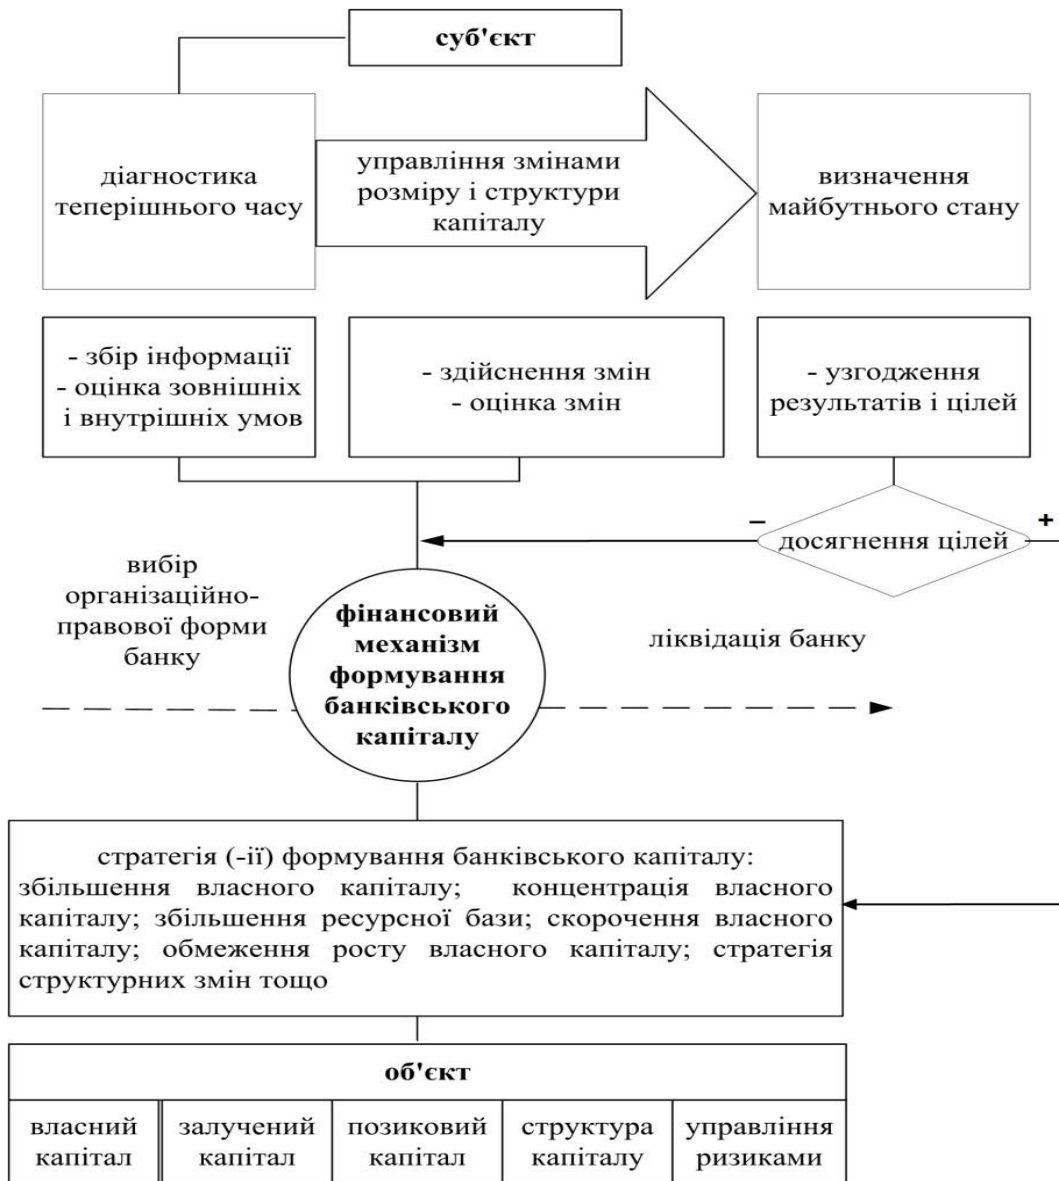 суб'єкт
діагностика
теперішнього часу
управління змінами
розміру і структури
капіталу
визначення
майбутнього стану
- збір інформації
- оцінка зовнішніх
і внутрішніх умов
- здійснення змін
- оцінка змін
- узгодження
результатів і цілей
–
+
досягнення цілей
вибір
організаційно-
правової форми
банку
фінансовий
механізм
формування
банківського
капіталу
ліквідація банку
стратегія (-ії) формування банківського капіталу:
збільшення власного капіталу; концентрація власного
капіталу; збільшення ресурсної бази; скорочення власного
капіталу; обмеження росту власного капіталу; стратегія
структурних змін тощо
об'єкт
власний
капітал
залучений
капітал
позиковий
капітал
структура
капіталу
управління
ризиками